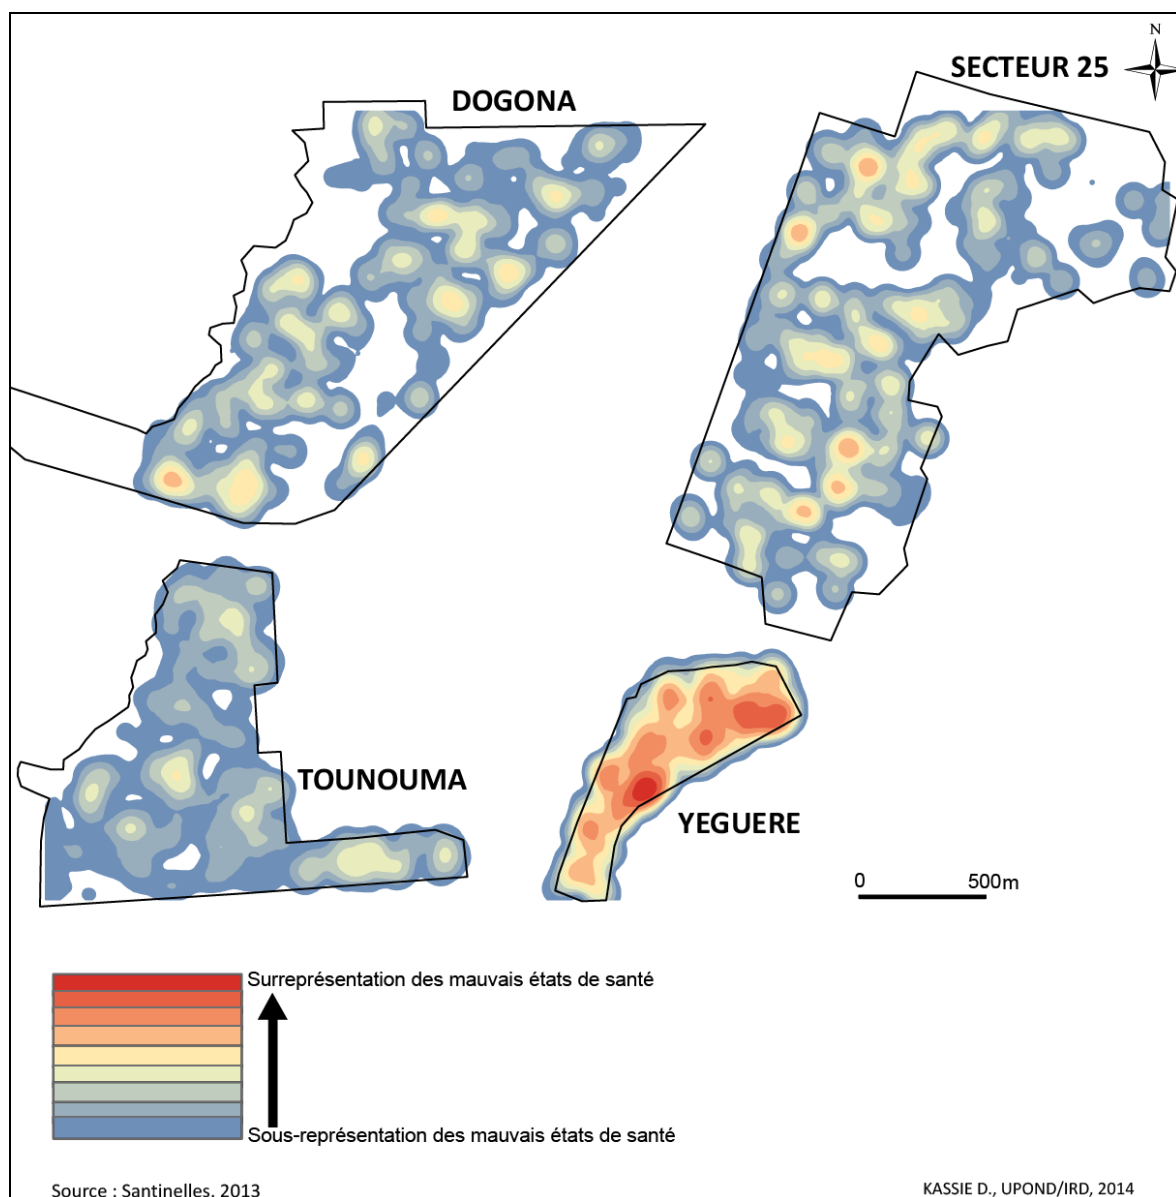 N
SECTEUR 25
DOGONA
TOUNOUMA
YEGUERE
0 500m
Surreprésentation des mauvais états de santé
Sous-représentation des mauvais états de santé
Source : Santinelles, 2013
KASSIE D., UPOND/IRD, 2014